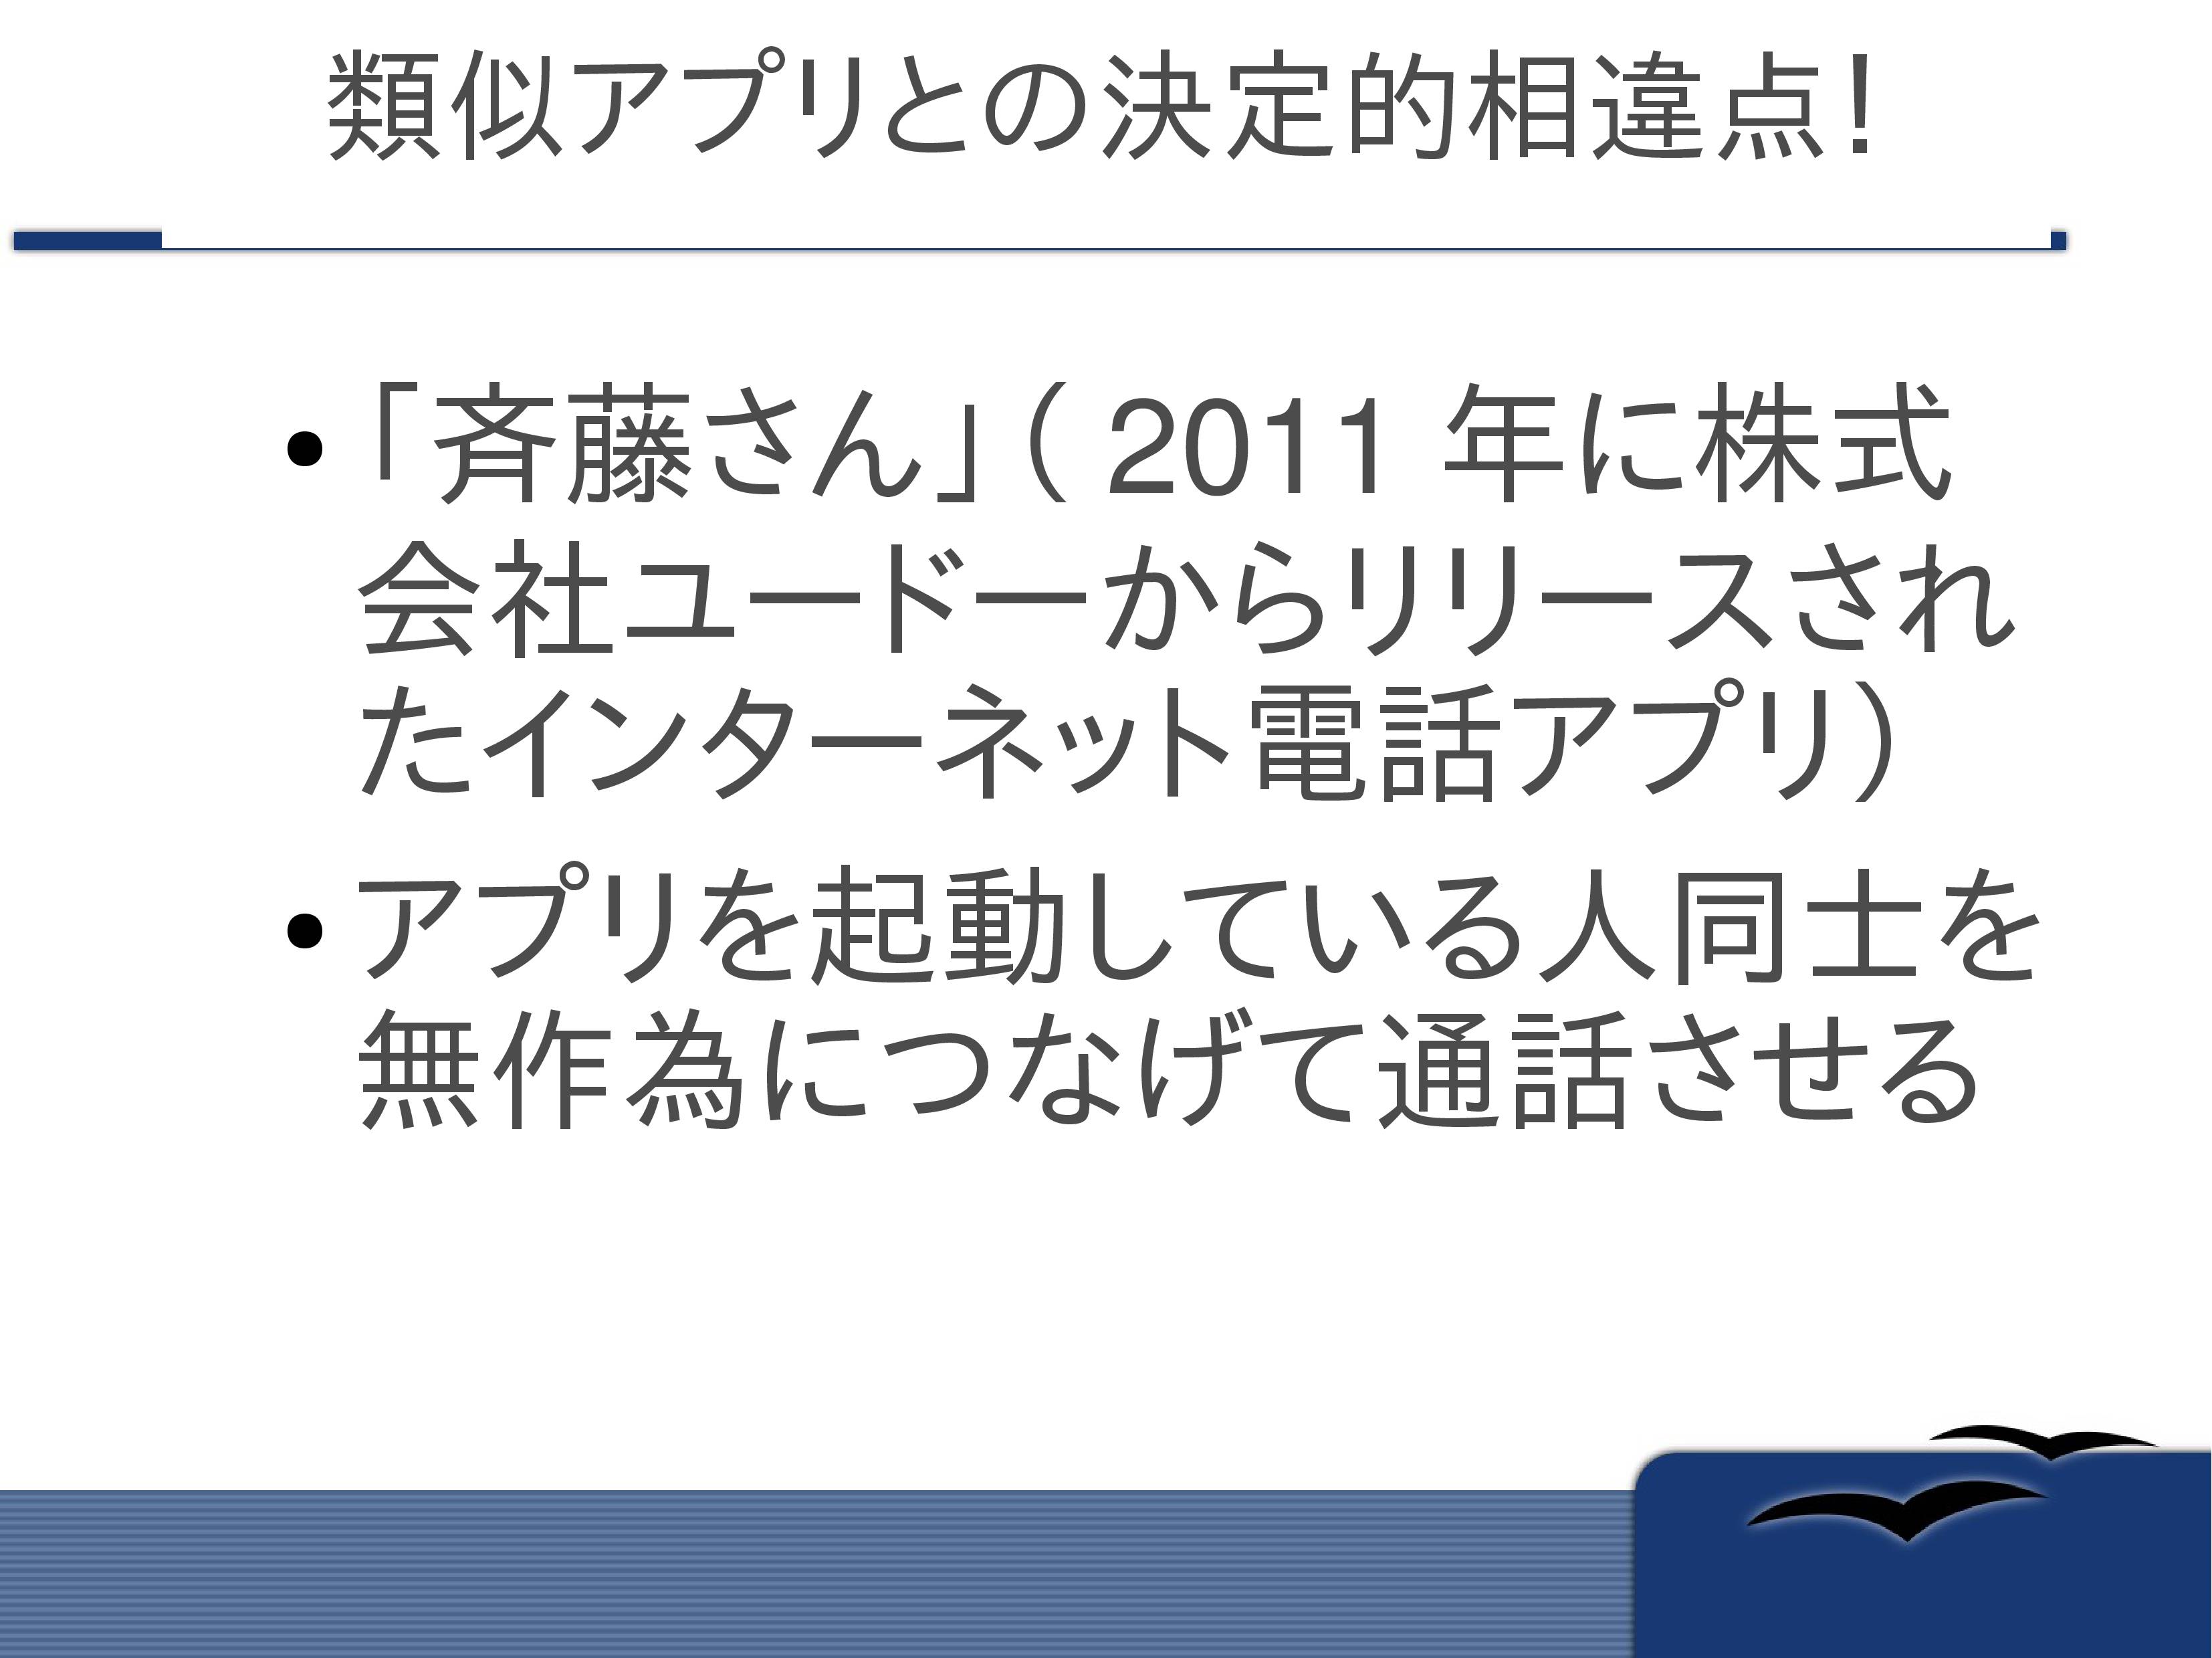 類似アプリとの決定的相違点！
•「斉藤さん」（ 2011 年に株式
会社ユードーからリリースされ
たインターネット電話アプリ）
•アプリを起動している人同士を
無作為につなげて通話させる